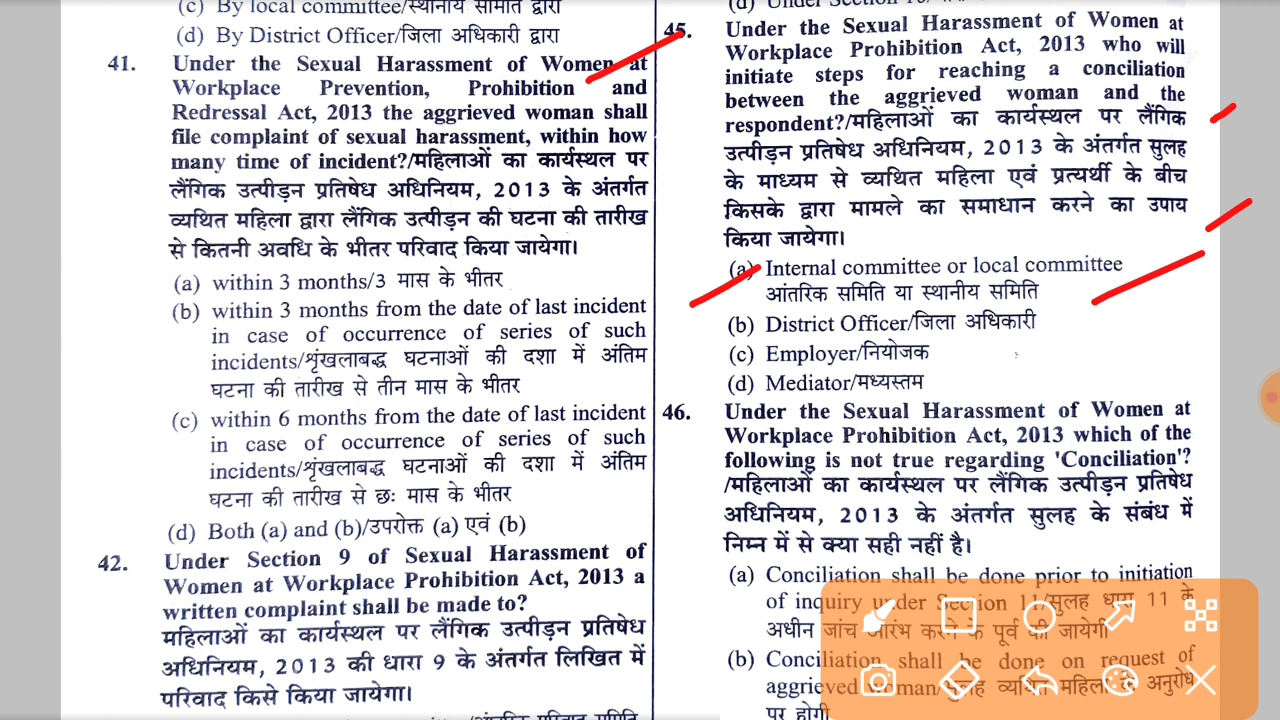 (c) By local committee/स्थानीय समिति द्वारा
(d) By District Officer/जिला अधिकारी द्वारा
41. Under the Sexual Harassment of Women at
Workplace Prevention, Prohibition and
Redressal Act, 2013 the aggrieved woman shall
file complaint of sexual harassment, within how
many time of incident?/महिलाओं का कार्यस्थल पर
लैंगिक उत्पीड़न प्रतिषेध अधिनियम, 2013 के अंतर्गत
व्यथित महिला द्वारा लैंगिक उत्पीड़न की घटना की तारीख
से कितनी अवधि के भीतर परिवाद किया जायेगा।
(a) within 3 months/3 मास के भीतर
(b) within 3 months from the date of last incident
in case of occurrence of series of such
incidents/शृंखलाबद्ध घटनाओं की दशा में अंतिम
घटना की तारीख से तीन मास के भीतर
(c) within 6 months from the date of last incident
in case of occurrence of series of such
incidents/शृंखलाबद्ध घटनाओं की दशा में अंतिम
घटना की तारीख से छः मास के भीतर
(d) Both (a) and (b)/उपरोक्त (a) एवं (b)
42. Under Section 9 of Sexual Harassment of
Women at Workplace Prohibition Act, 2013 a
written complaint shall be made to?
महिलाओं का कार्यस्थल पर लैंगिक उत्पीड़न प्रतिषेध
अधिनियम, 2013 की धारा 9 के अंतर्गत लिखित में
परिवाद किसे किया जायेगा।
(d) Under Section
45. Under the Sexual Harassment of Women at
Workplace Prohibition Act, 2013 who will
initiate steps for reaching a conciliation
between the aggrieved woman and the
respondent?/महिलाओं का कार्यस्थल पर लैंगिक
उत्पीड़न प्रतिषेध अधिनियम, 2013 के अंतर्गत सुलह
के माध्यम से व्यथित महिला एवं प्रत्यर्थी के बीच
किसके द्वारा मामले का समाधान करने का उपाय
किया जायेगा।
(a) Internal committee or local committee
आंतरिक समिति या स्थानीय समिति
(b) District Officer/जिला अधिकारी
(c) Employer/नियोजक
(d) Mediator/मध्यस्तम
46. Under the Sexual Harassment of Women at
Workplace Prohibition Act, 2013 which of the
following is not true regarding 'Conciliation'?
/महिलाओं का कार्यस्थल पर लैंगिक उत्पीड़न प्रतिषेध
अधिनियम, 2013 के अंतर्गत सुलह के संबंध में
निम्न में से क्या सही नहीं है।
(a) Conciliation shall be done prior to initiation
of inquiry under Section 11/सुलह धारा 11 के
अधीन जांच आरंभ करने के पूर्व की जायेगी
(b) Conciliation shall be done on request of
aggrieved woman/सुलह व्यथित महिला के अनुरोध
पर होगी